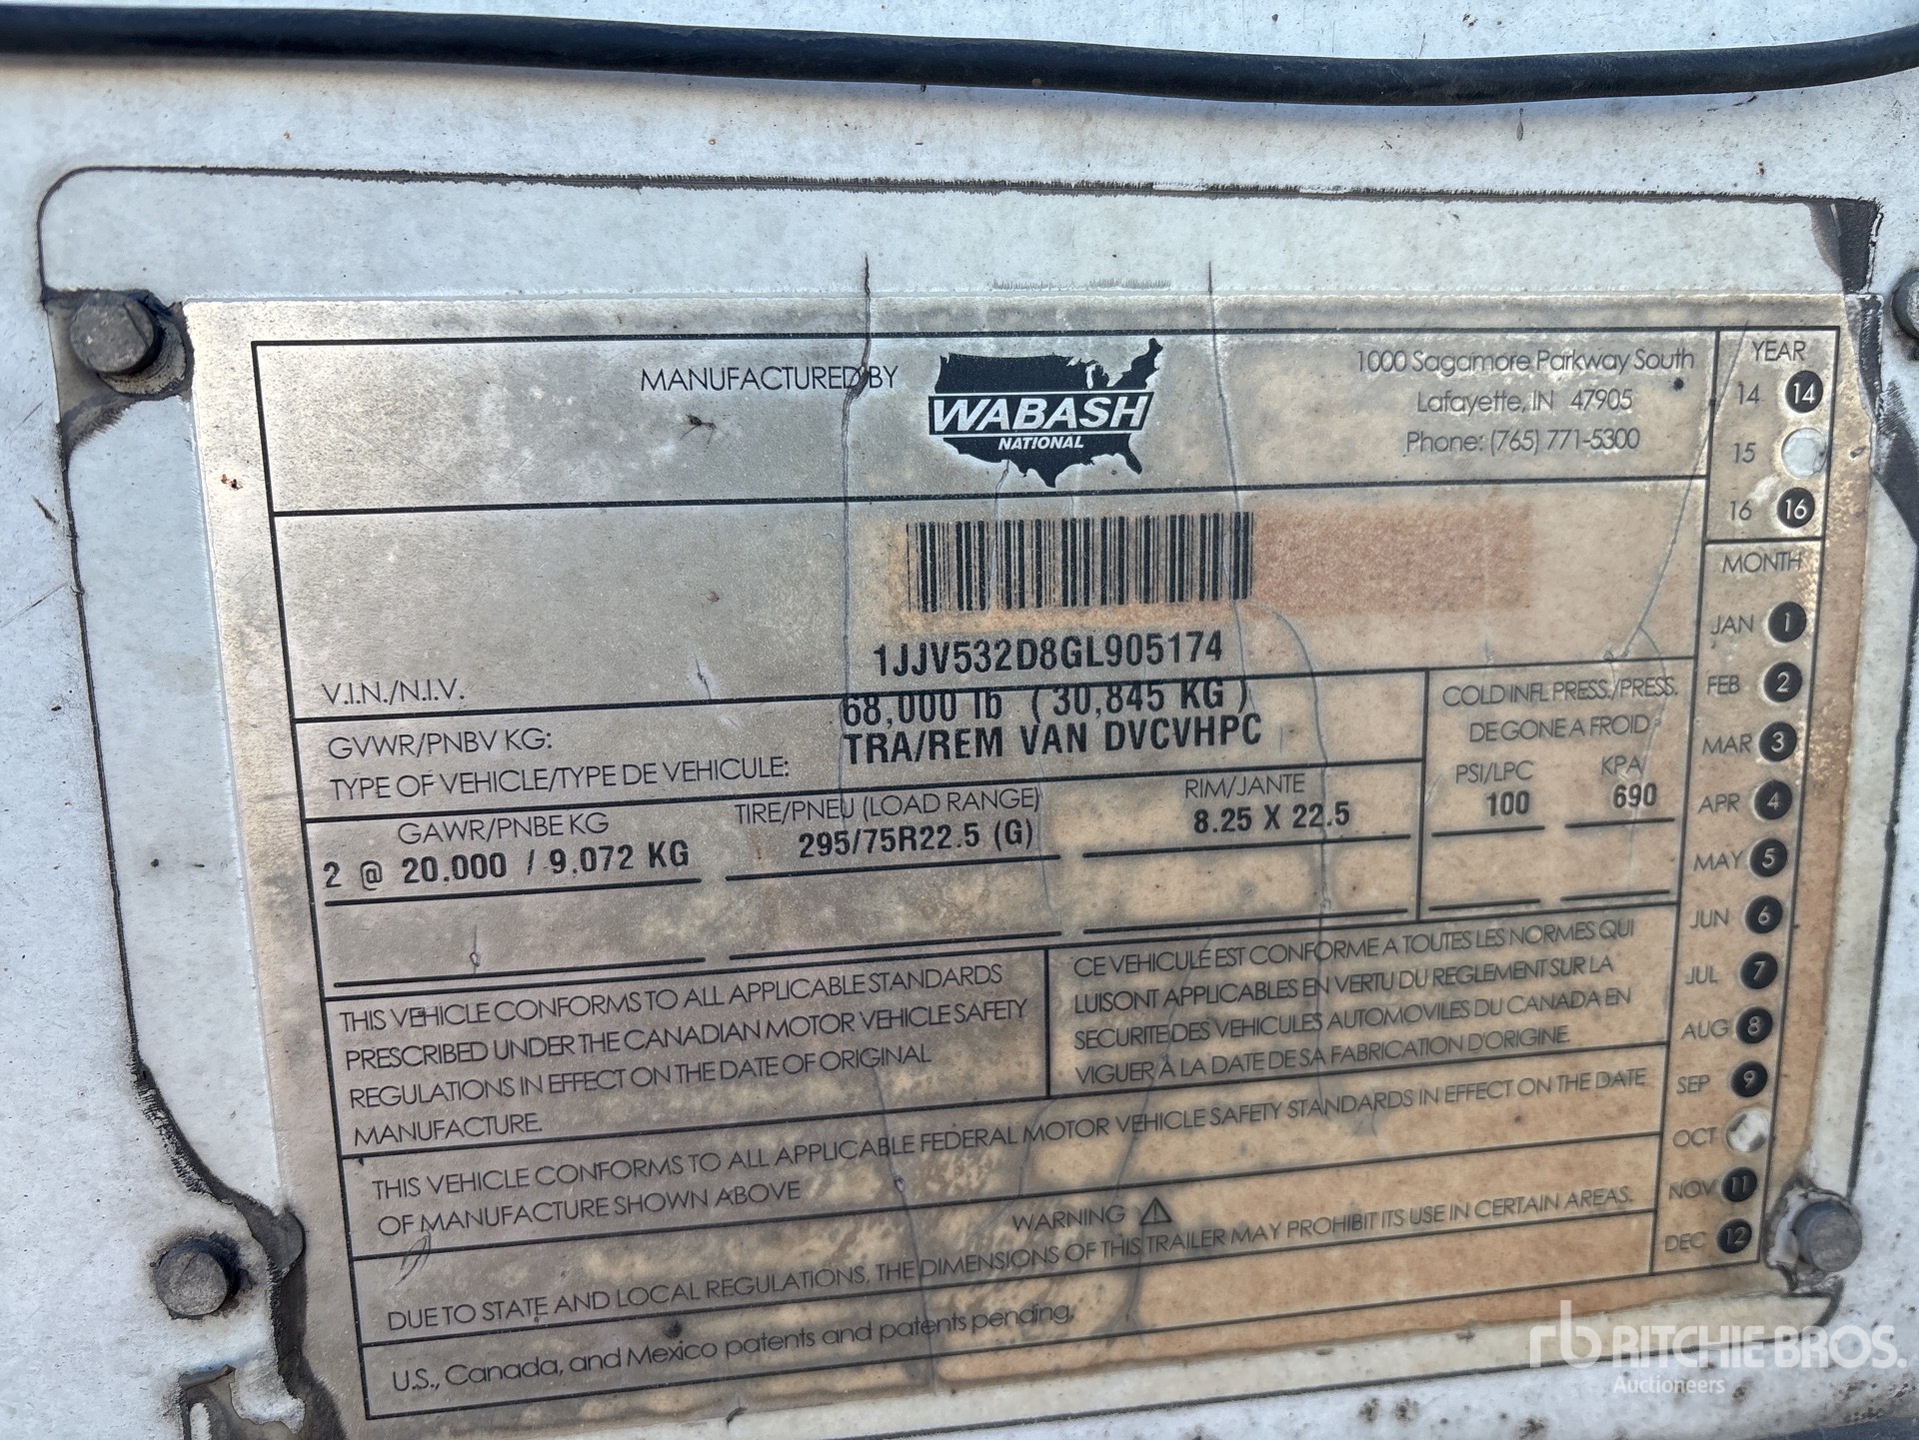 MANUFACTURED BY
WABASH
NATIONAL
1000 Sagamore Parkway South
Lafayette, IN 47905
Phone: (765) 771-5300
YEAR
14 14
15
16 16
V.I.N./N.I.V.
1JJV532D8GL905174
GVWR/PNBV KG:
68,000 lb (30,845 KG)
TYPE OF VEHICLE/TYPE DE VEHICULE:
TRA/REM VAN DVCVHPC
GAWR/PNBE KG
2 @ 20.000 / 9.072 KG
TIRE/PNEU (LOAD RANGE)
295/75R22.5 (G)
RIM/JANTE
8.25 X 22.5
COLD INFL PRESS./PRESS.
DE GONE A FROID
PSI/LPC KPA
100 690
MONTH
JAN 1
FEB 2
MAR 3
APR 4
MAY 5
JUN 6
JUL 7
AUG 8
SEP 9
OCT
NOV 11
DEC 12
THIS VEHICLE CONFORMS TO ALL APPLICABLE STANDARDS
PRESCRIBED UNDER THE CANADIAN MOTOR VEHICLE SAFETY
REGULATIONS IN EFFECT ON THE DATE OF ORIGINAL
MANUFACTURE.
CE VEHICULE EST CONFORME A TOUTES LES NORMES QUI
LUI SONT APPLICABLES EN VERTU DU REGLEMENT SUR LA
SECURITE DES VEHICULES AUTOMOVILES DU CANADA EN
VIGUER À LA DATE DE SA FABRICATION D'ORIGINE.
THIS VEHICLE CONFORMS TO ALL APPLICABLE FEDERAL MOTOR VEHICLE SAFETY STANDARDS IN EFFECT ON THE DATE
OF MANUFACTURE SHOWN ABOVE
WARNING
DUE TO STATE AND LOCAL REGULATIONS, THE DIMENSIONS OF THIS TRAILER MAY PROHIBIT ITS USE IN CERTAIN AREAS.
U.S., Canada, and Mexico patents and patents pending.
rb RITCHIE BROS.
Auctioneers